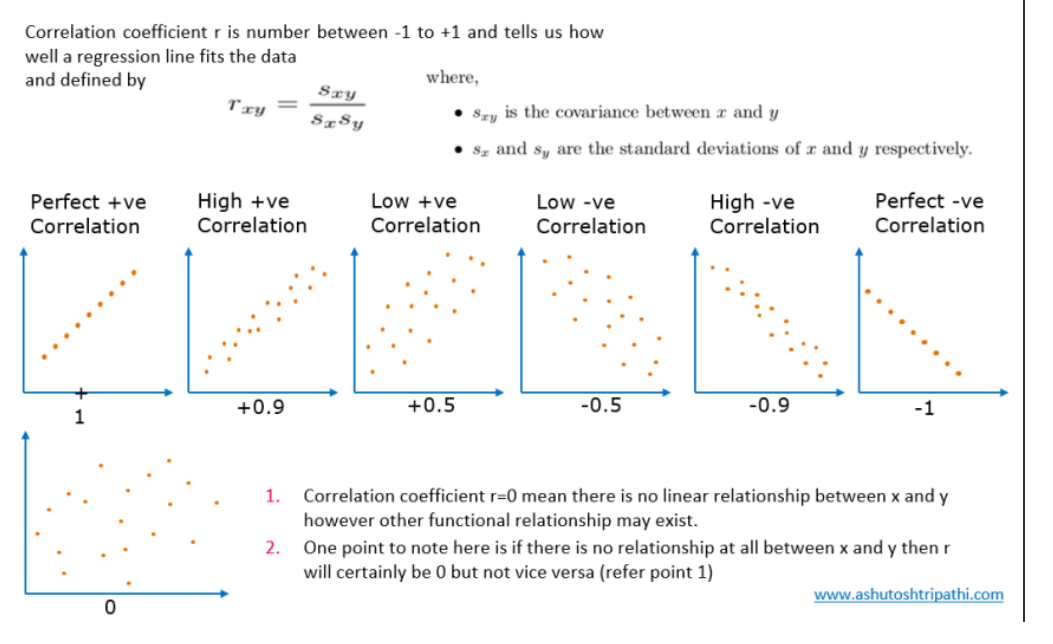 Correlation coefficient r is number between -1 to +1 and tells us how
well a regression line fits the data
and defined by
r_xy = s_xy / s_x s_y
where,
• s_xy is the covariance between x and y
• s_x and s_y are the standard deviations of x and y respectively.
Perfect +ve
Correlation
High +ve
Correlation
Low +ve
Correlation
Low -ve
Correlation
High -ve
Correlation
Perfect -ve
Correlation
+
1
+0.9
+0.5
-0.5
-0.9
-1
0
1. Correlation coefficient r=0 mean there is no linear relationship between x and y
however other functional relationship may exist.
2. One point to note here is if there is no relationship at all between x and y then r
will certainly be 0 but not vice versa (refer point 1)
www.ashutoshtripathi.com